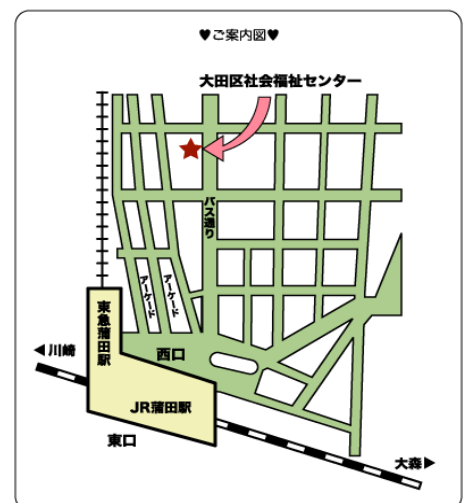 ♥ご案内図♥
大田区社会福祉センター
バス通り
アーケード
アーケード
東急蒲田駅
◀川崎
西口
JR蒲田駅
東口
大森▶